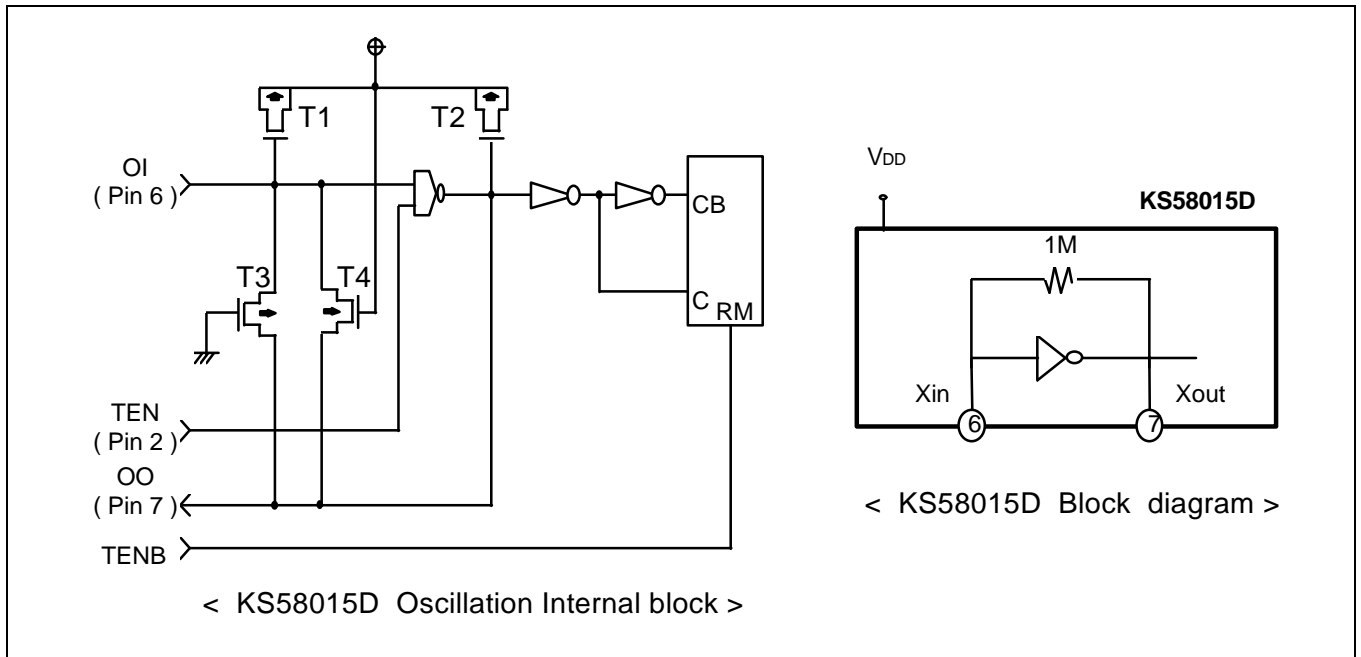 T1
T2
OI
( Pin 6 )
T3
T4
TEN
( Pin 2 )
OO
( Pin 7 )
TENB
CB
C
RM
< KS58015D Oscillation Internal block >
VDD
KS58015D
1M
Xin
Xout
6
7
< KS58015D Block diagram >